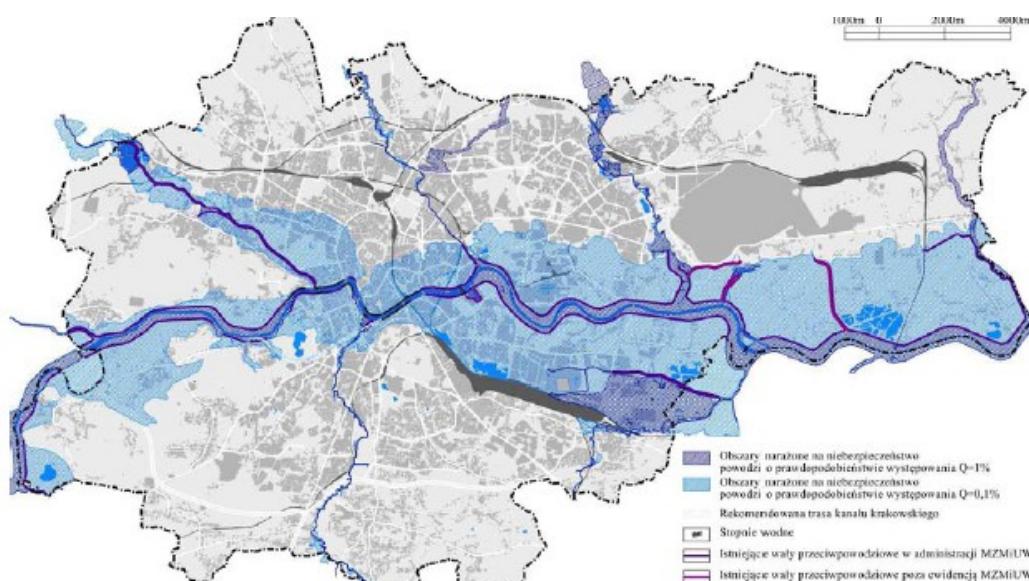 1000m 0 2000m 4000m
Obszary narażone na niebezpieczeństwo
powodzi o prawdopodobieństwie występowania Q=1%
Obszary narażone na niebezpieczeństwo
powodzi o prawdopodobieństwie występowania Q=0,1%
Rekomendowana trasa kanału krakowskiego
Stopnie wodne
Istniejące wały przeciwpowodziowe w administracji MZMiUW
Istniejące wały przeciwpowodziowe poza ewidencją MZMiUW